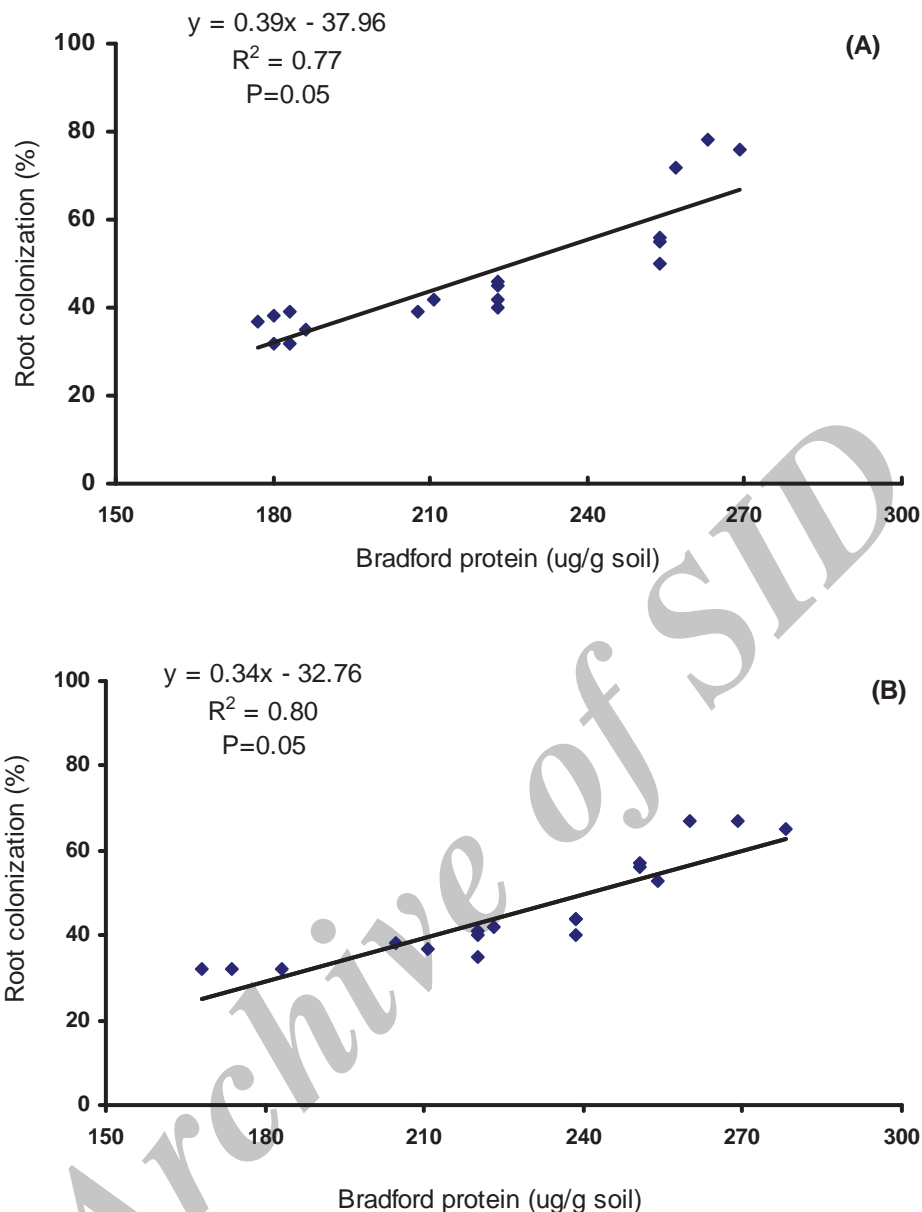 y = 0.39x - 37.96
R² = 0.77
P=0.05
(A)
100
80
60
40
20
0
Root colonization (%)
150 180 210 240 270 300
Bradford protein (ug/g soil)
y = 0.34x - 32.76
R² = 0.80
P=0.05
(B)
100
80
60
40
20
0
Root colonization (%)
150 180 210 240 270 300
Bradford protein (ug/g soil)
Archive of SID